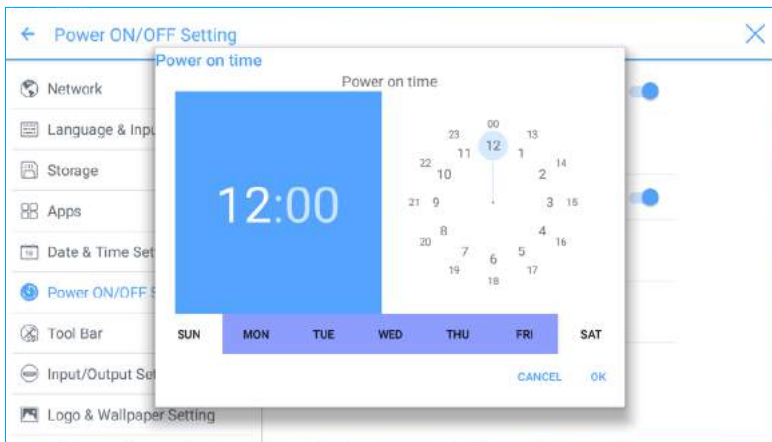 Power ON/OFF Setting
Power on time
Power on time
Network
Language & Inpu
Storage
Apps
Date & Time Set
Power ON/OFF S
Tool Bar
Input/Output Set
Logo & Wallpaper Setting
12:00
00
23 13
12
11 1
22 14
10 2
21 9 3 15
8 4
20 16
7 5
6
19 17
18
SUN MON TUE WED THU FRI SAT
CANCEL OK